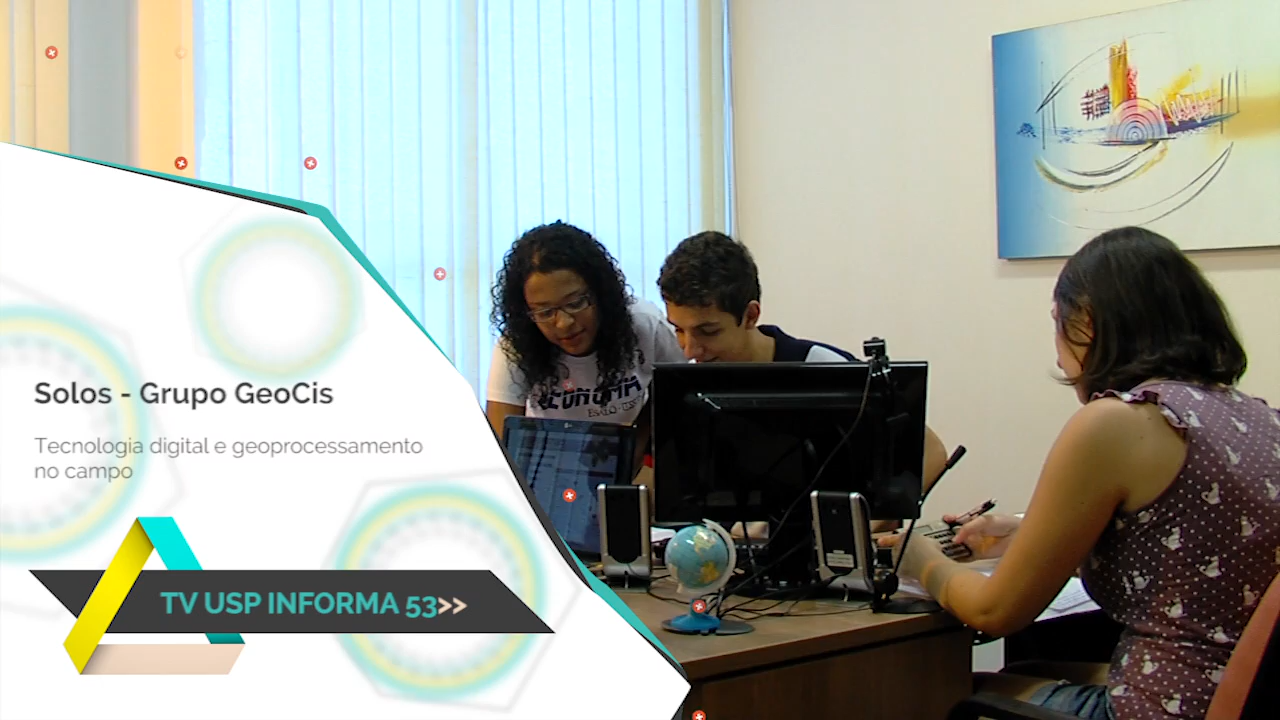 Solos - Grupo GeoCis
Tecnologia digital e geoprocessamento
no campo
TV USP INFORMA 53>>